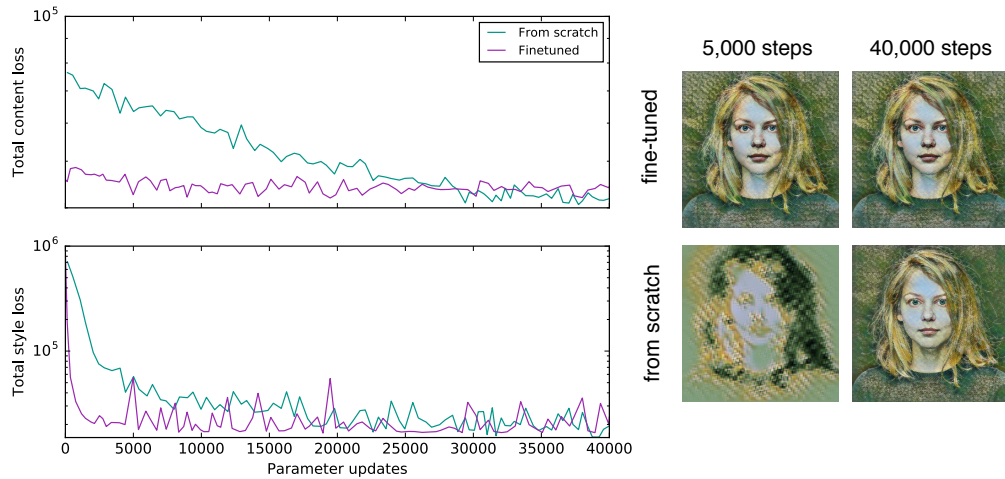 10^5
Total content loss
From scratch
Finetuned
10^6
10^5
Total style loss
0 5000 10000 15000 20000 25000 30000 35000 40000
Parameter updates
5,000 steps 40,000 steps
fine-tuned
from scratch